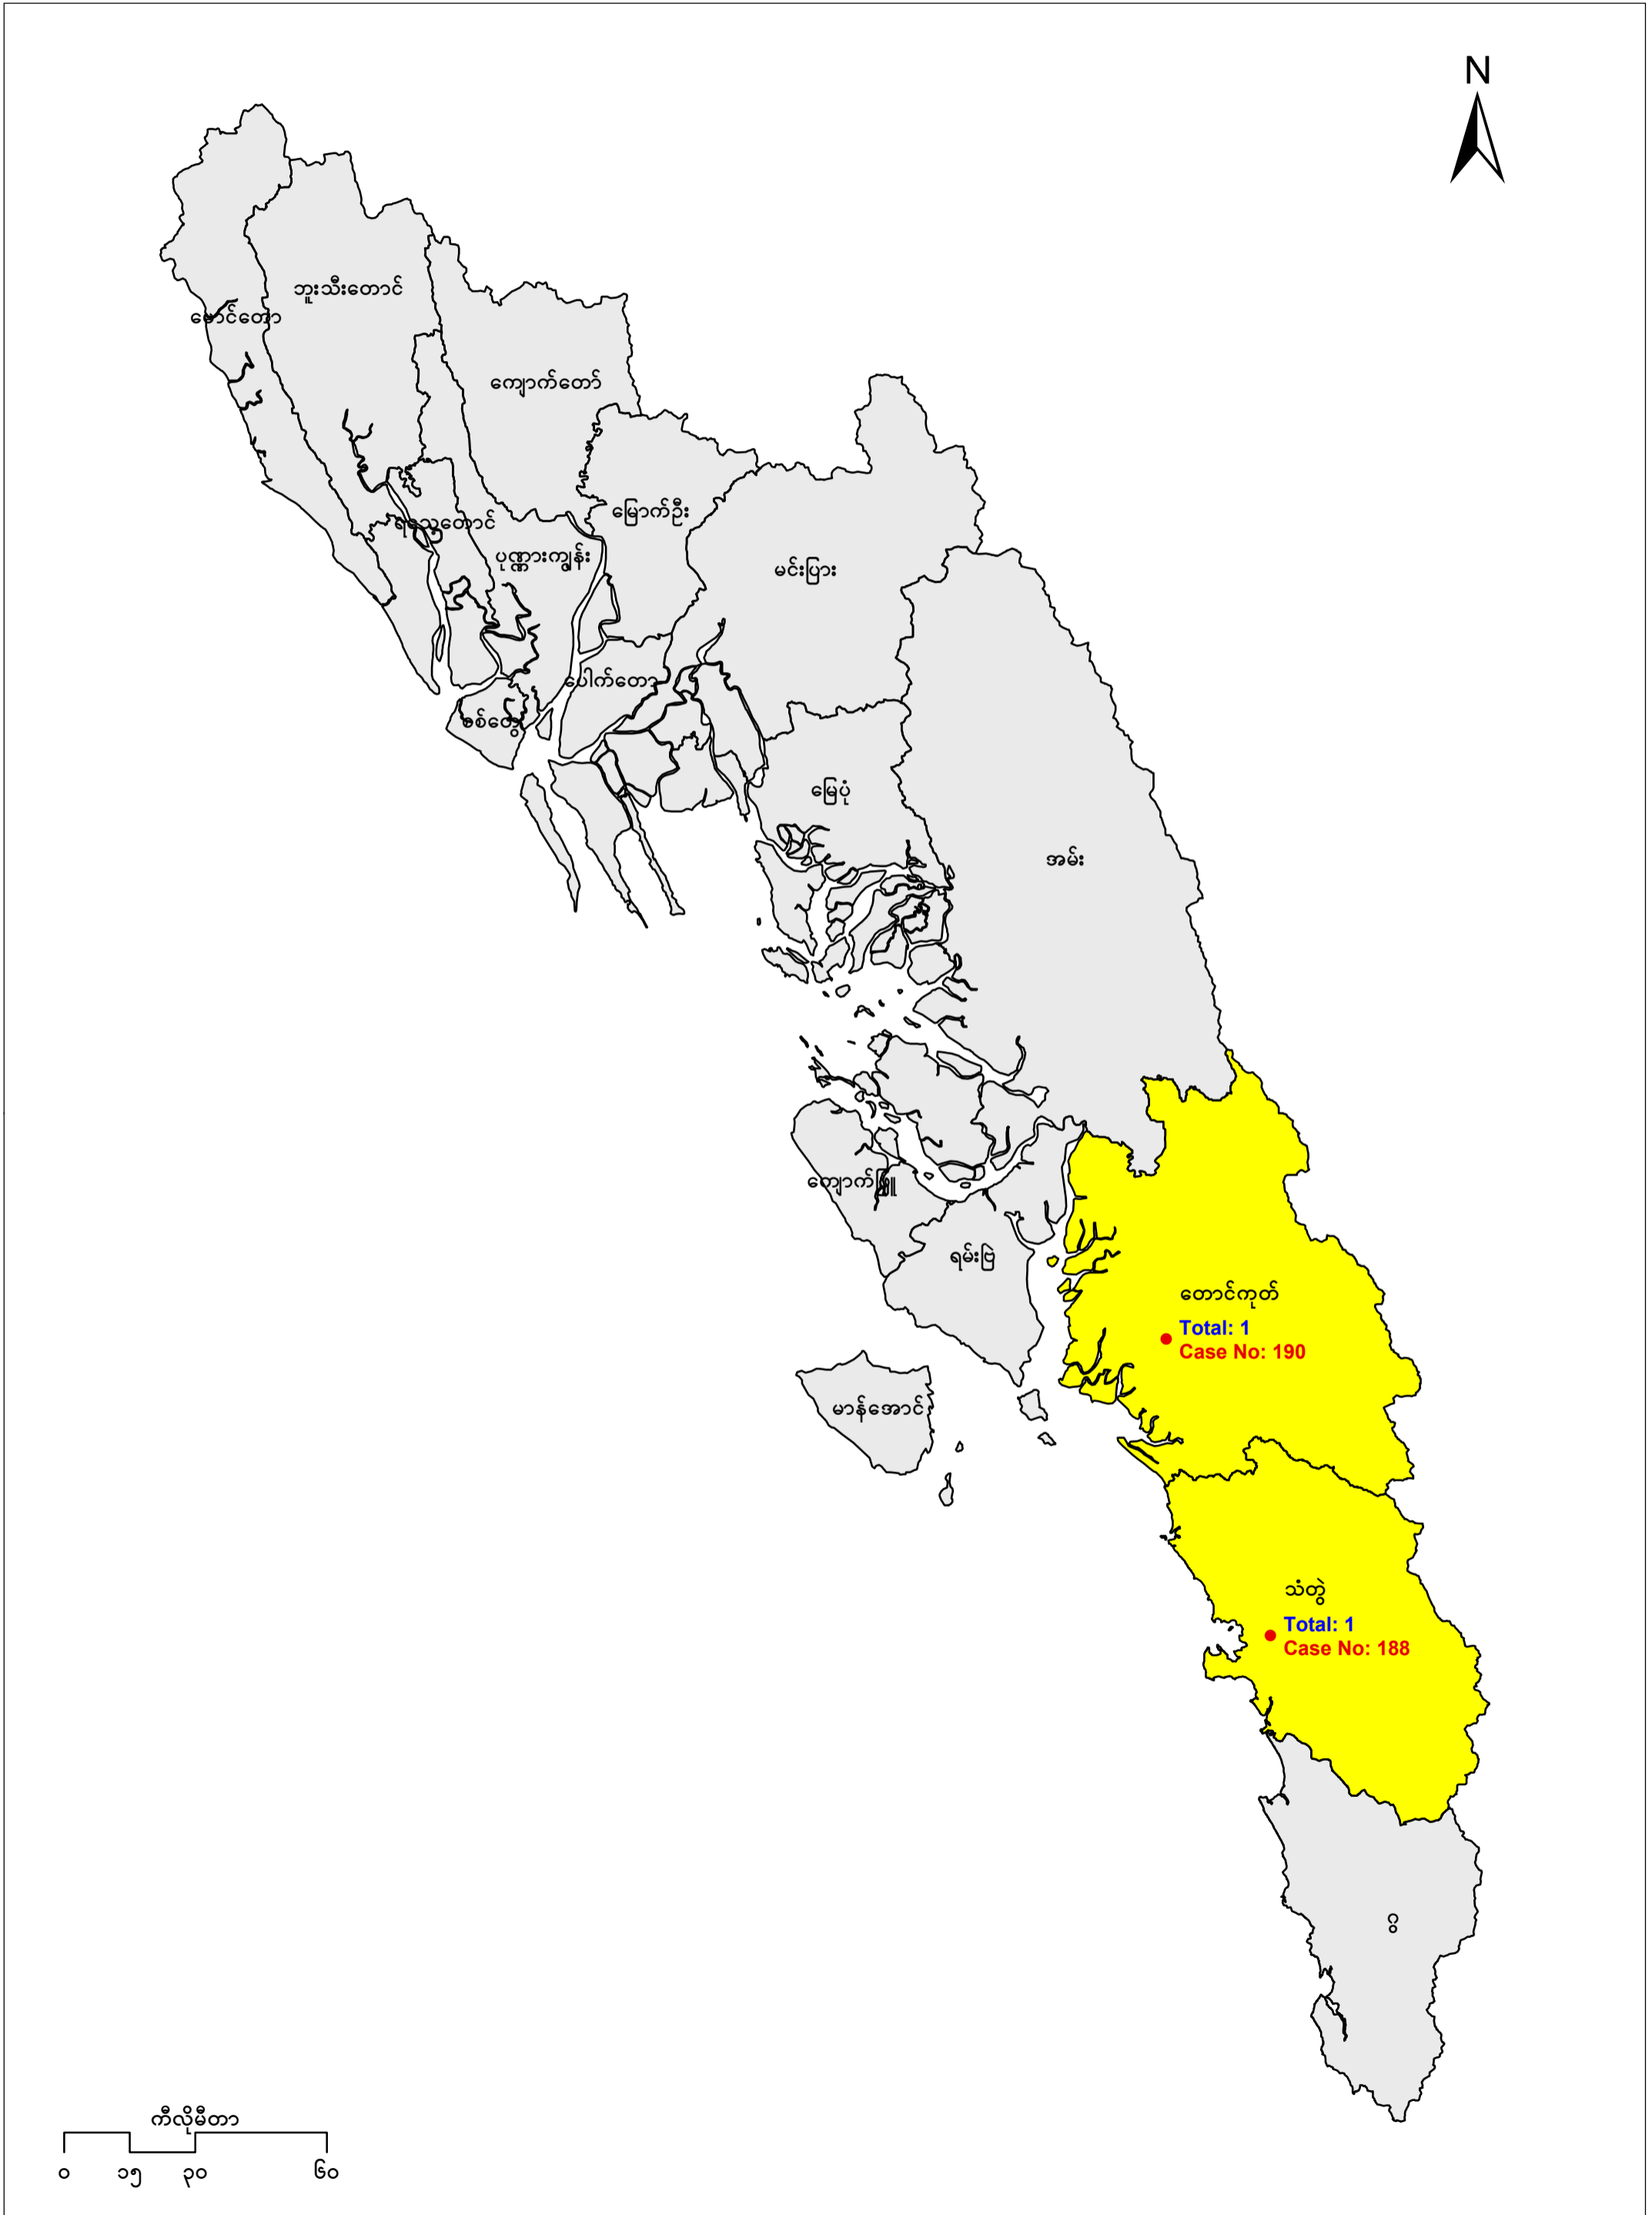 N
ဘူးသီးတောင်
မောင်တော
ကျောက်တော်
မြောက်ဦး
ရသေ့တောင်
ပုဏ္ဏားကျွန်း
မင်းပြား
ပေါက်တော
စစ်တွေ
မြေပုံ
အမ်း
ကျောက်ဖြူ
ရမ်းဗြဲ
တောင်ကုတ်
Total: 1
Case No: 190
မာန်အောင်
သံတွဲ
Total: 1
Case No: 188
ဂွ
ကီလိုမီတာ
၀ ၁၅ ၃၀ ၆၀